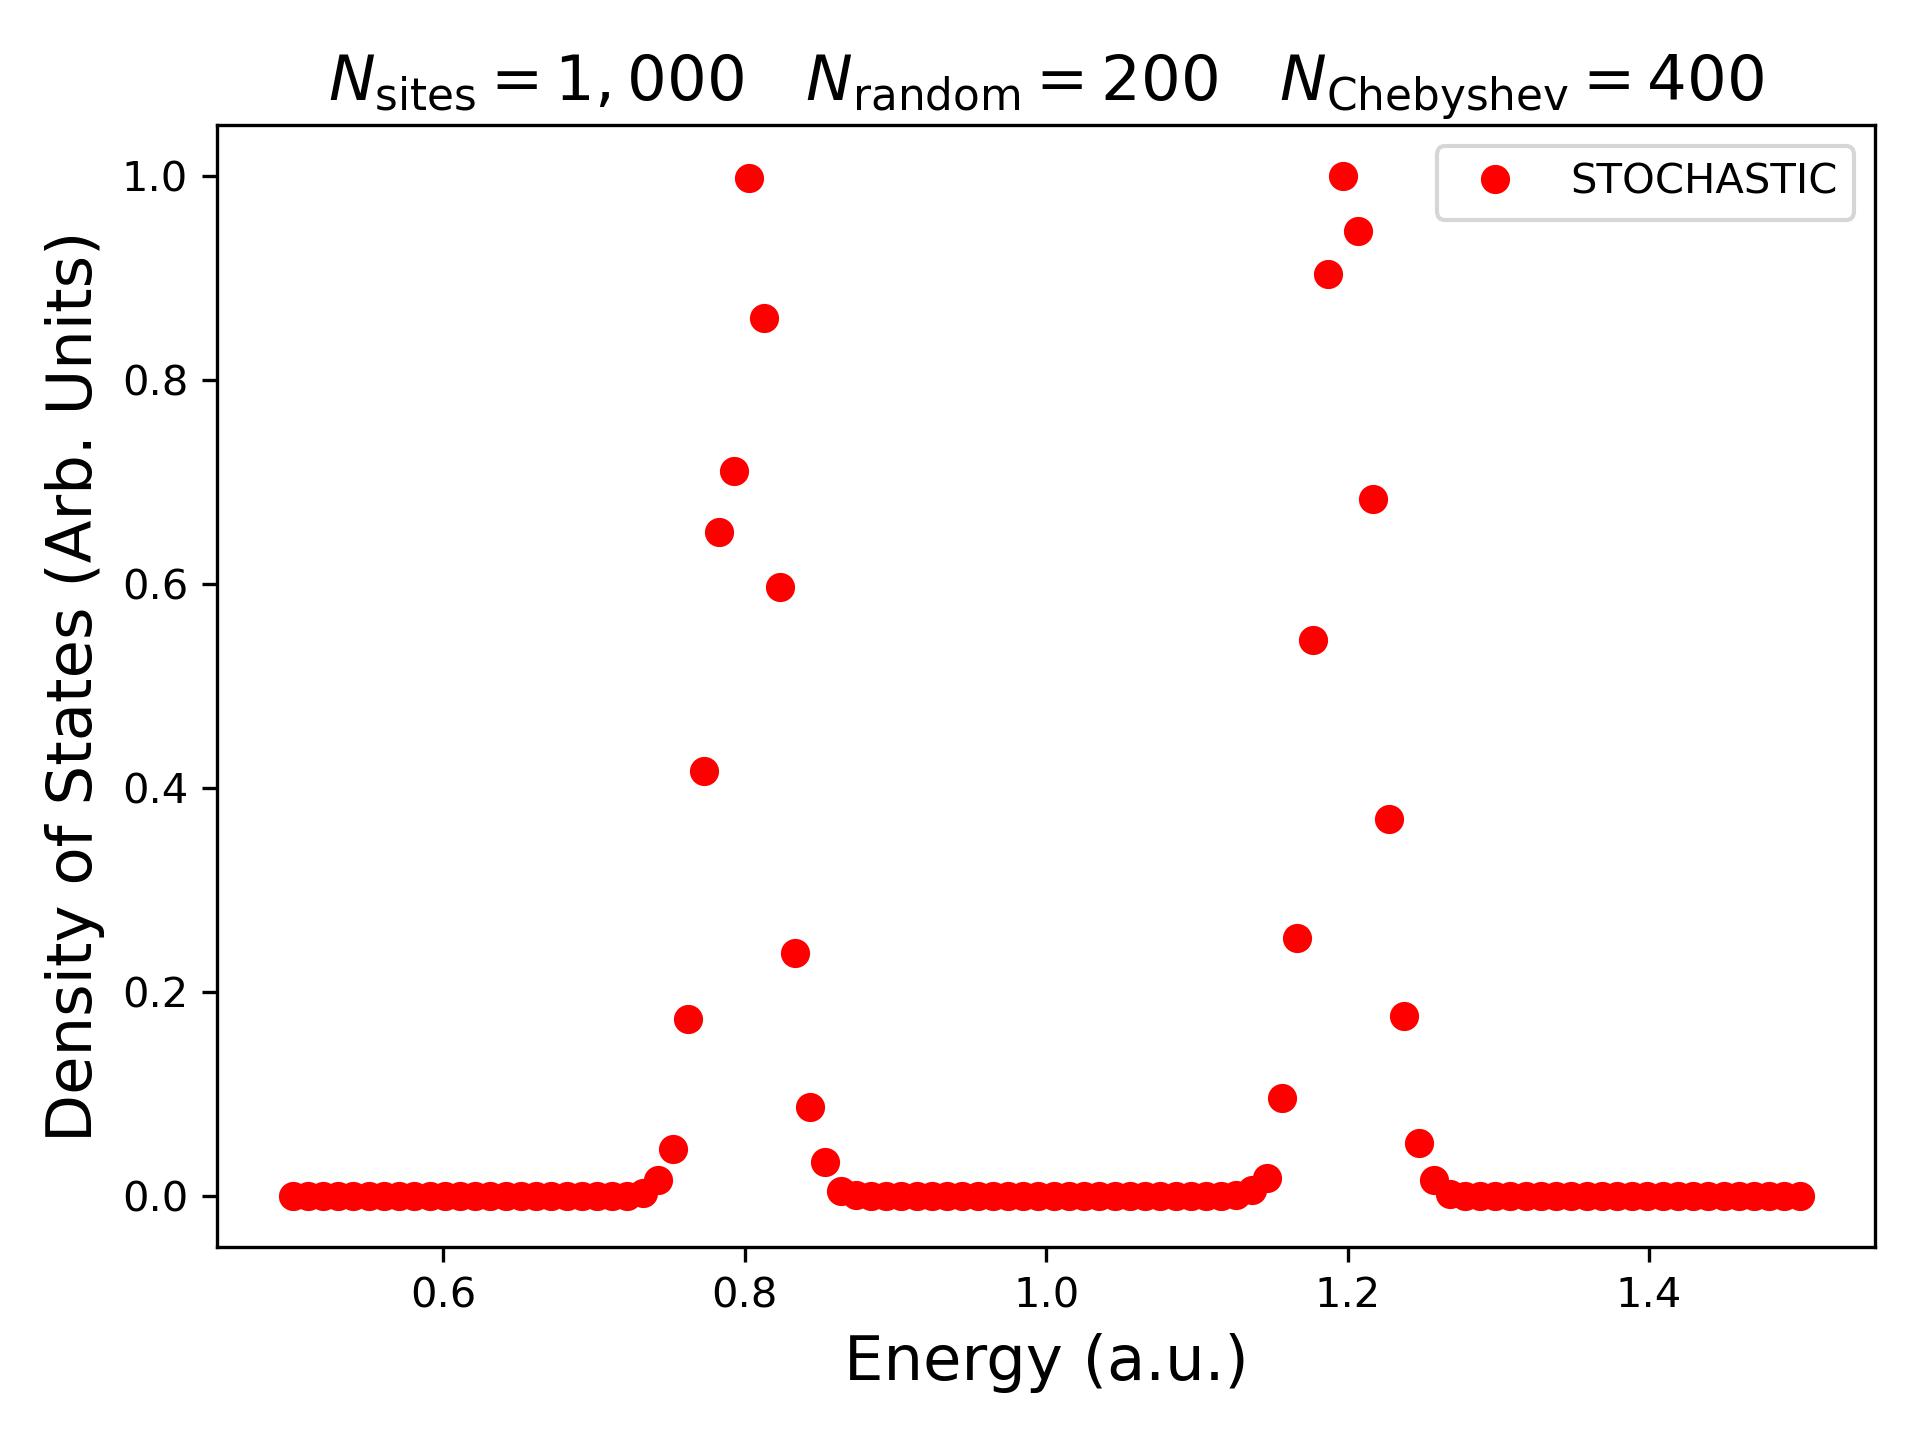 N_sites = 1,000 N_random = 200 N_Chebyshev = 400
STOCHASTIC
Density of States (Arb. Units)
1.0
0.8
0.6
0.4
0.2
0.0
0.6 0.8 1.0 1.2 1.4
Energy (a.u.)